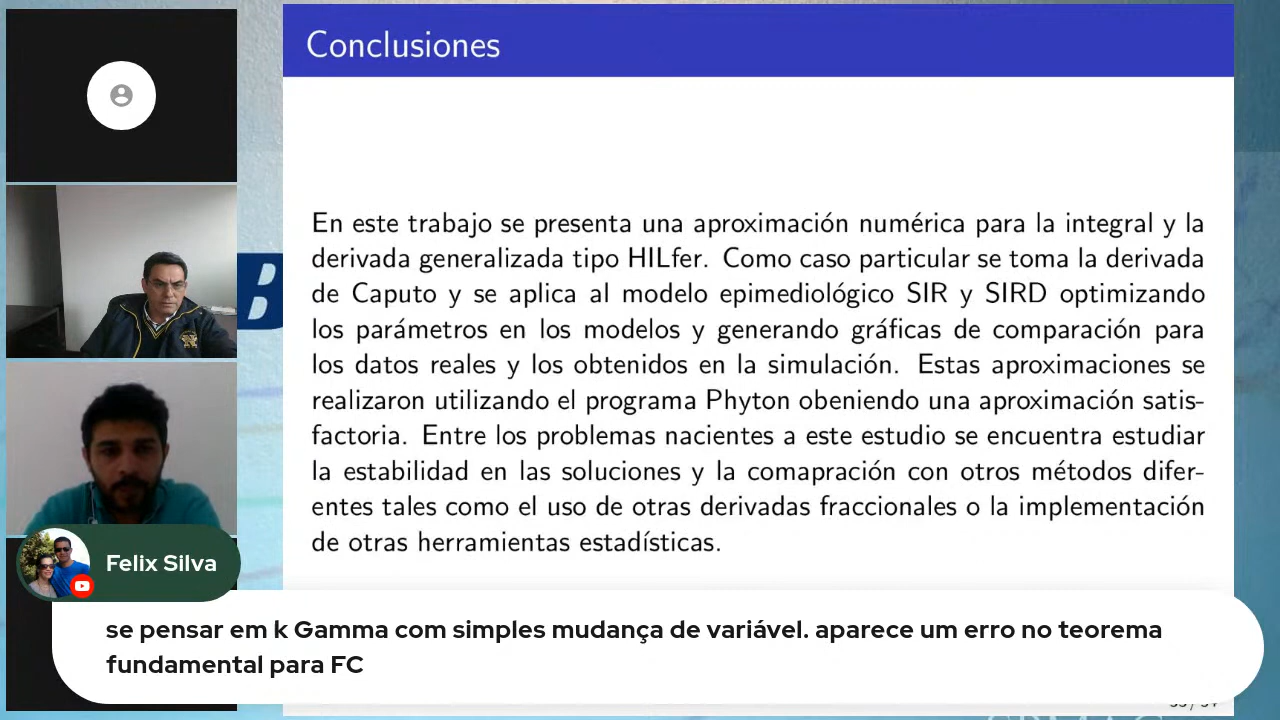 Conclusiones
En este trabajo se presenta una aproximación numérica para la integral y la
derivada generalizada tipo HILfer. Como caso particular se toma la derivada
de Caputo y se aplica al modelo epimediológico SIR y SIRD optimizando
los parámetros en los modelos y generando gráficas de comparación para
los datos reales y los obtenidos en la simulación. Estas aproximaciones se
realizaron utilizando el programa Phyton obeniendo una aproximación satis-
factoria. Entre los problemas nacientes a este estudio se encuentra estudiar
la estabilidad en las soluciones y la comapración con otros métodos difer-
entes tales como el uso de otras derivadas fraccionales o la implementación
de otras herramientas estadísticas.
Felix Silva
se pensar em k Gamma com simples mudança de variável. aparece um erro no teorema
fundamental para FC